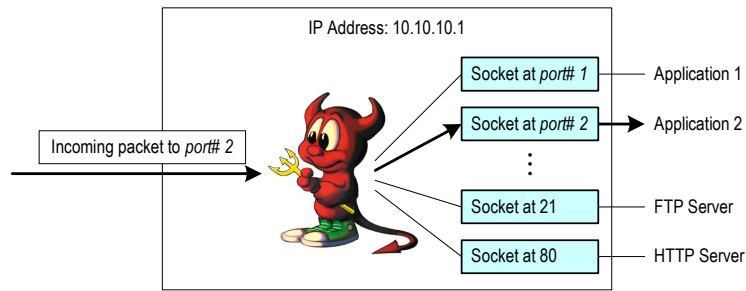 IP Address: 10.10.10.1
Socket at port# 1
Application 1
Incoming packet to port# 2
Socket at port# 2
Application 2
Socket at 21
FTP Server
Socket at 80
HTTP Server